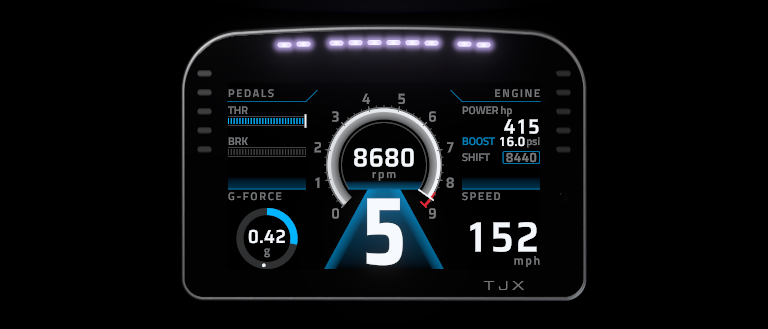 PEDALS
THR
BRK
G-FORCE
0.42
g
0
1
2
3
4
5
6
7
8
9
8680
rpm
5
ENGINE
POWER hp
415
BOOST 16.0 psi
SHIFT 8440
SPEED
152
mph
TJX